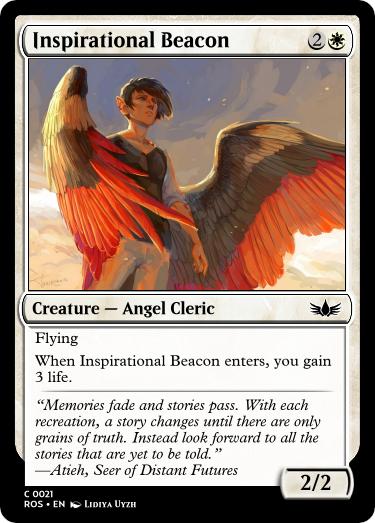 Inspirational Beacon 2
Creature — Angel Cleric
Flying
When Inspirational Beacon enters, you gain
3 life.
“Memories fade and stories pass. With each
recreation, a story changes until there are only
grains of truth. Instead look forward to all the
stories that are yet to be told.”
—Atieh, Seer of Distant Futures
2/2
C 0021
ROS • EN Lidiya Uyzh